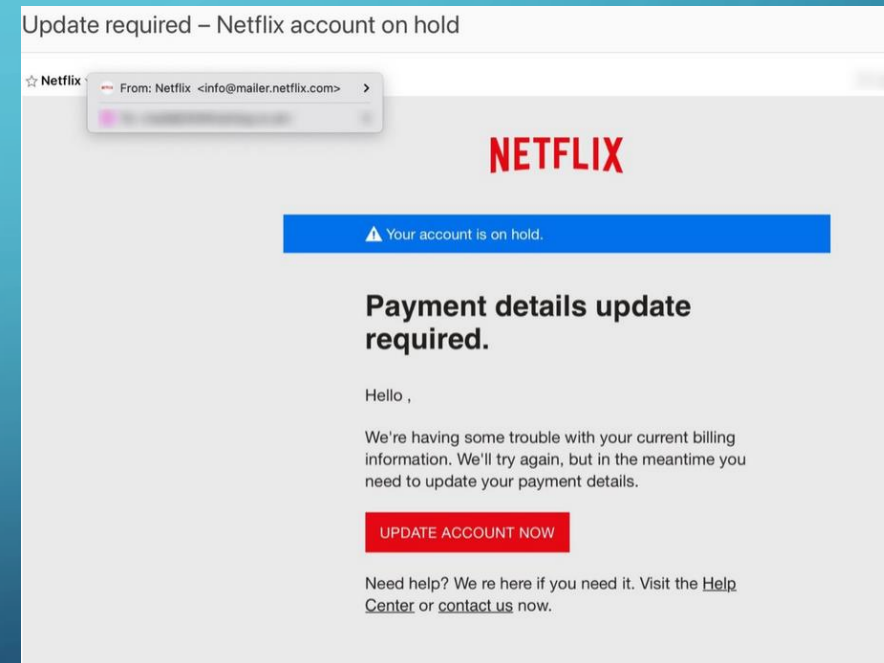 Update required – Netflix account on hold
Netflix
From: Netflix <info@mailer.netflix.com>
NETFLIX
Your account is on hold.
Payment details update
required.
Hello ,
We're having some trouble with your current billing
information. We'll try again, but in the meantime you
need to update your payment details.
UPDATE ACCOUNT NOW
Need help? We re here if you need it. Visit the Help
Center or contact us now.